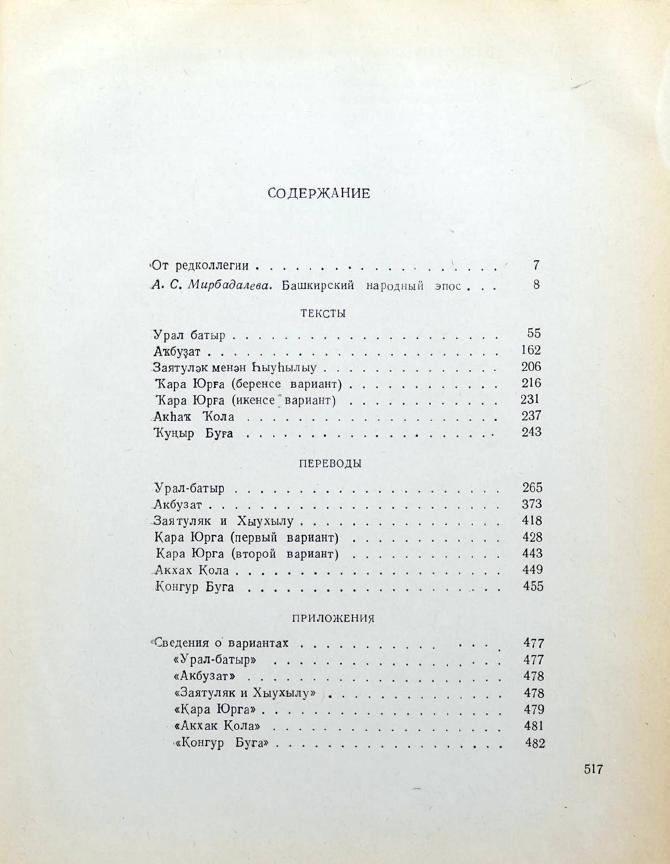 СОДЕРЖАНИЕ
От редколлегии . . . . . . . . . . . . . . . . . . . 7
А. С. Мирбадалева. Башкирский народный эпос . . . 8
ТЕКСТЫ
Урал батыр . . . . . . . . . . . . . . . . . . . . 55
Аҡбуҙат . . . . . . . . . . . . . . . . . . . . . . 162
Заятүләк менән Һыуһылыу . . . . . . . . . . . . . . 206
Ҡара Юрға (беренсе вариант) . . . . . . . . . . . . 216
Ҡара Юрға (икенсе вариант) . . . . . . . . . . . . 231
Акһаҡ Ҡола . . . . . . . . . . . . . . . . . . . . 237
Ҡуңыр Буға . . . . . . . . . . . . . . . . . . . . 243
ПЕРЕВОДЫ
Урал-батыр . . . . . . . . . . . . . . . . . . . . . 265
Акбузат . . . . . . . . . . . . . . . . . . . . . . . 373
Заятуляк и Хыухылу . . . . . . . . . . . . . . . . 418
Кара Юрга (первый вариант) . . . . . . . . . . . . 428
Кара Юрга (второй вариант) . . . . . . . . . . . . 443
Акхах Кола . . . . . . . . . . . . . . . . . . . . . 449
Конгур Буга . . . . . . . . . . . . . . . . . . . . 455
ПРИЛОЖЕНИЯ
Сведения о вариантах . . . . . . . . . . . . . . . 477
«Урал-батыр» . . . . . . . . . . . . . . . . . . 477
«Акбузат» . . . . . . . . . . . . . . . . . . . . 478
«Заятуляк и Хыухылу» . . . . . . . . . . . . . . 478
«Кара Юрга» . . . . . . . . . . . . . . . . . . . 479
«Акхак Кола» . . . . . . . . . . . . . . . . . . 481
«Конгур Буга» . . . . . . . . . . . . . . . . . . 482
517